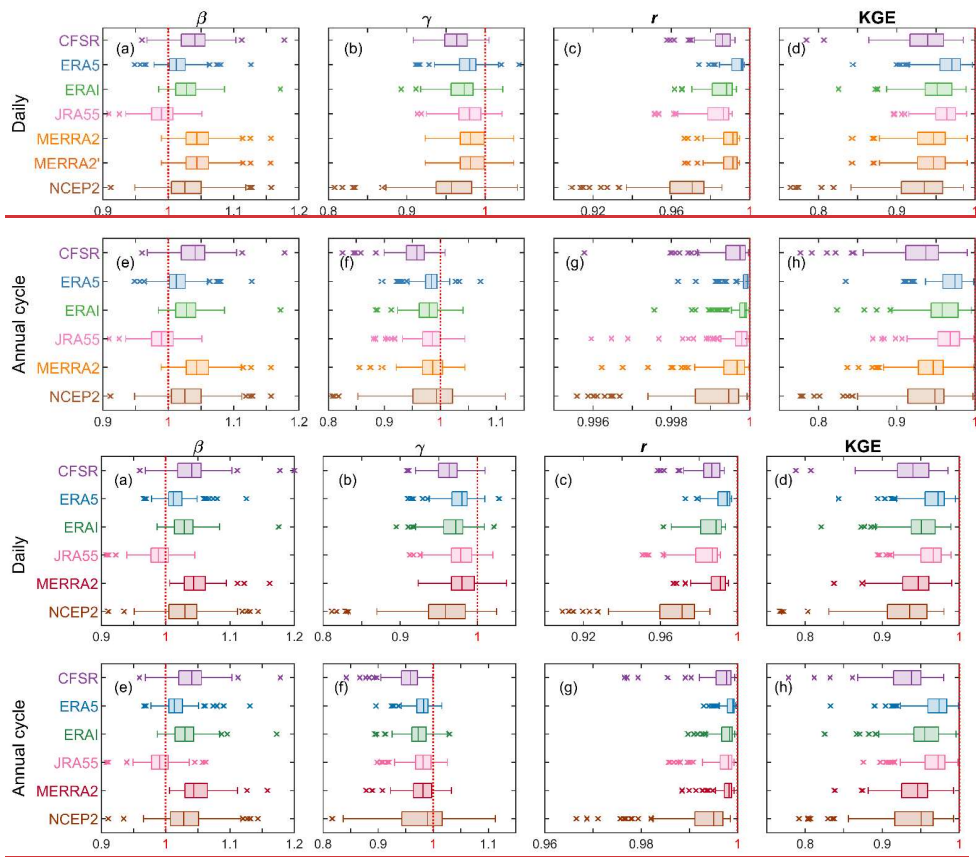 β γ r KGE
Daily
CFSR (a) (b) (c) (d)
ERA5
ERAI
JRA55
MERRA2
MERRA2'
NCEP2
0.9 1 1.1 1.2 0.8 0.9 1 0.92 0.96 1 0.8 0.9 1
Annual cycle
CFSR (e) (f) (g) (h)
ERA5
ERAI
JRA55
MERRA2
NCEP2
0.9 1 1.1 1.2 0.8 0.9 1 1.1 0.996 0.998 1 0.8 0.9 1
β γ r KGE
Daily
CFSR (a) (b) (c) (d)
ERA5
ERAI
JRA55
MERRA2
NCEP2
0.9 1 1.1 1.2 0.8 0.9 1 0.92 0.96 1 0.8 0.9 1
Annual cycle
CFSR (e) (f) (g) (h)
ERA5
ERAI
JRA55
MERRA2
NCEP2
0.9 1 1.1 1.2 0.8 0.9 1 1.1 0.96 0.98 1 0.8 0.9 1